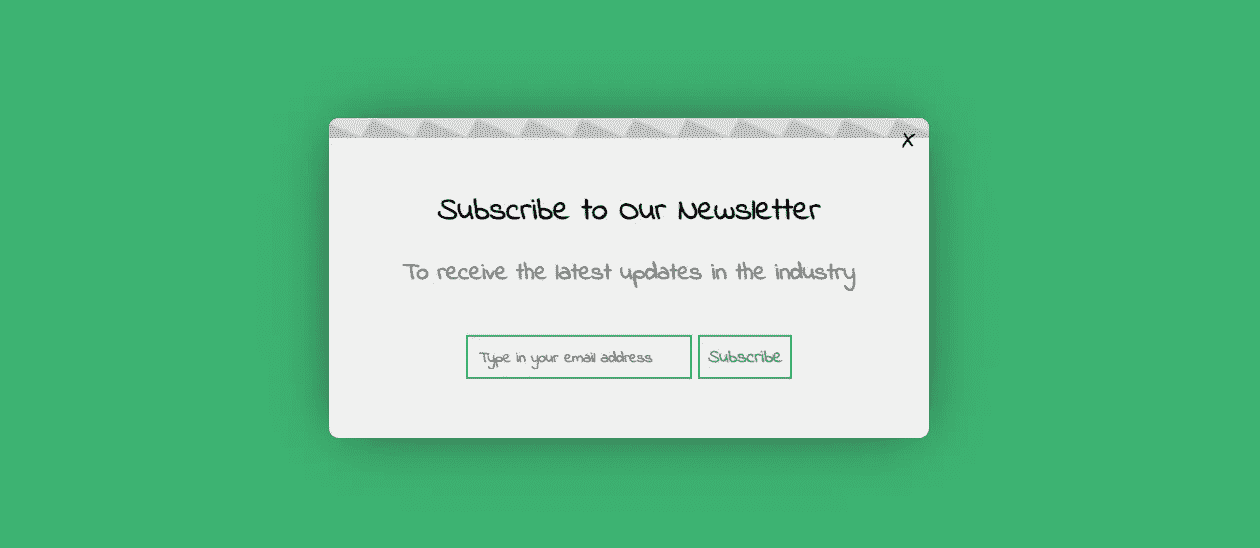 X
Subscribe to Our Newsletter
To receive the latest updates in the industry
Type in your email address Subscribe